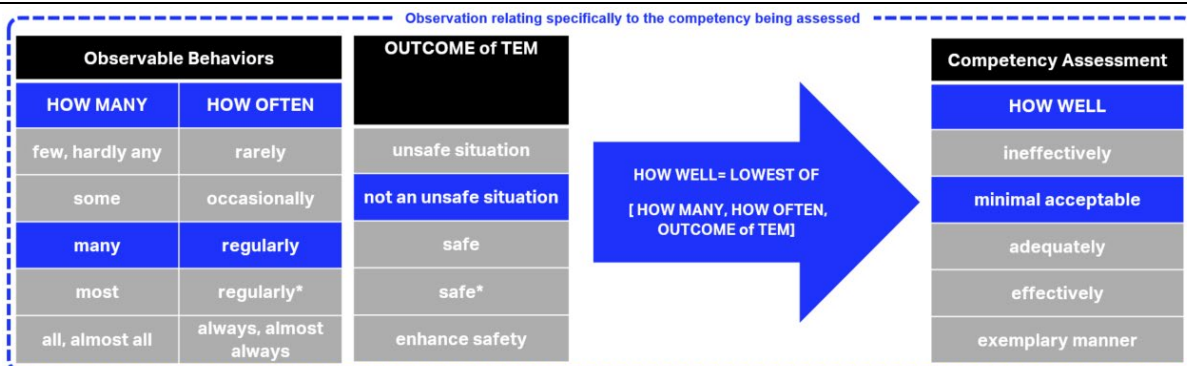 Observation relating specifically to the competency being assessed
Observable Behaviors
HOW MANY
HOW OFTEN
few, hardly any
rarely
some
occasionally
many
regularly
most
regularly*
all, almost all
always, almost
always
OUTCOME of TEM
unsafe situation
not an unsafe situation
safe
safe*
enhance safety
HOW WELL= LOWEST OF
[ HOW MANY, HOW OFTEN,
OUTCOME of TEM]
Competency Assessment
HOW WELL
ineffectively
minimal acceptable
adequately
effectively
exemplary manner